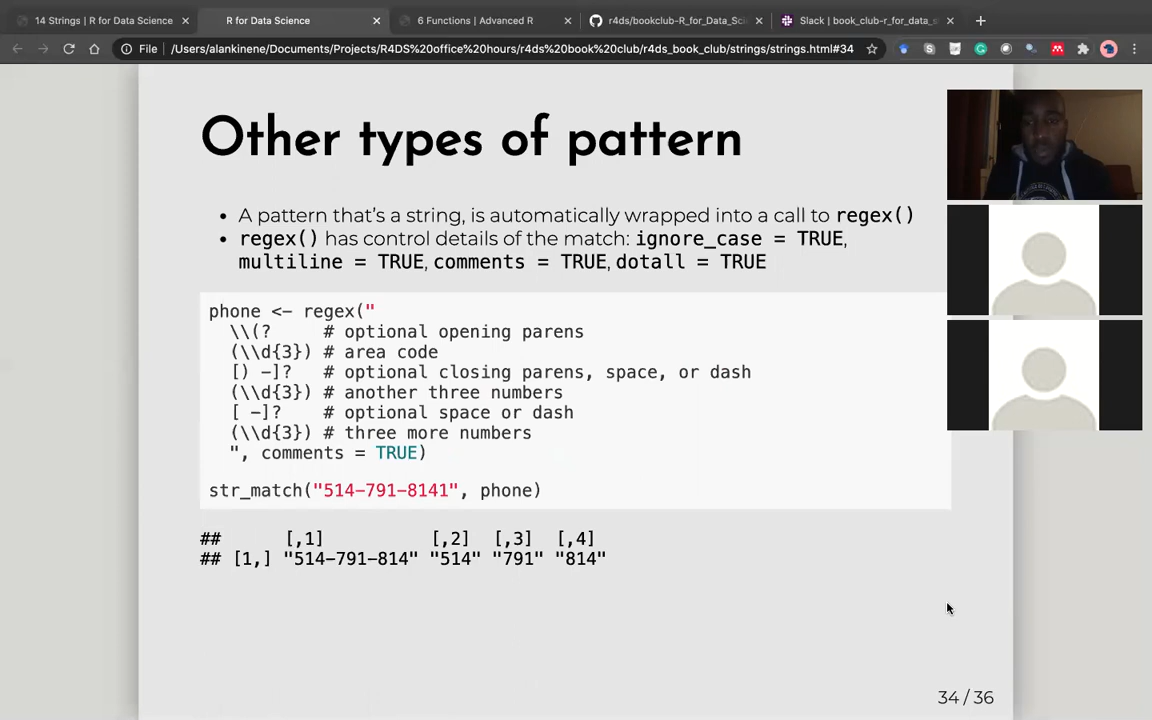 14 Strings | R for Data Science
R for Data Science
6 Functions | Advanced R
r4ds/bookclub-R_for_Data_Sci
Slack | book_club-r_for_data_s
File
/Users/alankinene/Documents/Projects/R4DS%20office%20hours/r4ds%20book%20club/r4ds_book_club/strings/strings.html#34
Other types of pattern
• A pattern that's a string, is automatically wrapped into a call to regex()
• regex() has control details of the match: ignore_case = TRUE,
multiline = TRUE, comments = TRUE, dotall = TRUE
phone <- regex("
\\(? # optional opening parens
(\\d{3}) # area code
[) -]? # optional closing parens, space, or dash
(\\d{3}) # another three numbers
[ -]? # optional space or dash
(\\d{3}) # three more numbers
", comments = TRUE)
str_match("514-791-8141", phone)
## [,1] [,2] [,3] [,4]
## [1,] "514-791-814" "514" "791" "814"
34 / 36